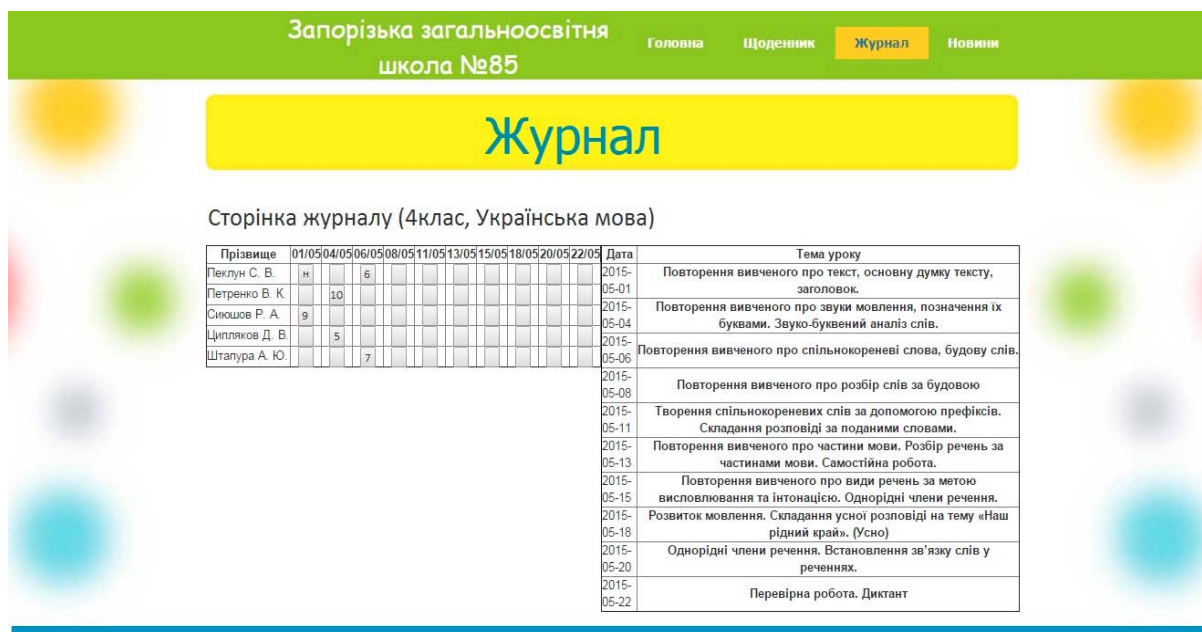 Запорізька загальноосвітня
школа №85
Головна Щоденник Журнал Новини
Журнал
Сторінка журналу (4клас, Українська мова)
Прізвище 01/05 04/05 06/05 08/05 11/05 13/05 15/05 18/05 20/05 22/05
Пеклун С. В. н 6
Петренко В. К. 10
Сиюшов Р. А. 9
Ципляков Д. В. 5
Штапура А. Ю. 7
Дата Тема уроку
2015-05-01 Повторення вивченого про текст, основну думку тексту,
заголовок.
2015-05-04 Повторення вивченого про звуки мовлення, позначення їх
буквами. Звуко-буквений аналіз слів.
2015-05-06 Повторення вивченого про спільнокореневі слова, будову слів.
2015-05-08 Повторення вивченого про розбір слів за будовою
2015-05-11 Творення спільнокореневих слів за допомогою префіксів.
Складання розповіді за поданими словами.
2015-05-13 Повторення вивченого про частини мови. Розбір речень за
частинами мови. Самостійна робота.
2015-05-15 Повторення вивченого про види речень за метою
висловлювання та інтонацією. Однорідні члени речення.
2015-05-18 Розвиток мовлення. Складання усної розповіді на тему «Наш
рідний край». (Усно)
2015-05-20 Однорідні члени речення. Встановлення зв’язку слів у
реченнях.
2015-05-22 Перевірна робота. Диктант